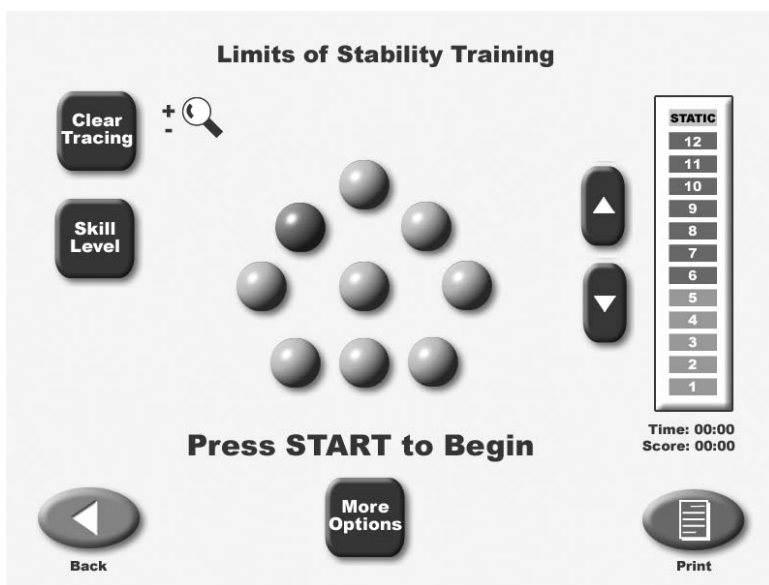 Limits of Stability Training
Clear
Tracing
+
-
Skill
Level
STATIC
12
11
10
9
8
7
6
5
4
3
2
1
Time: 00:00
Score: 00:00
Press START to Begin
More
Options
Back
Print